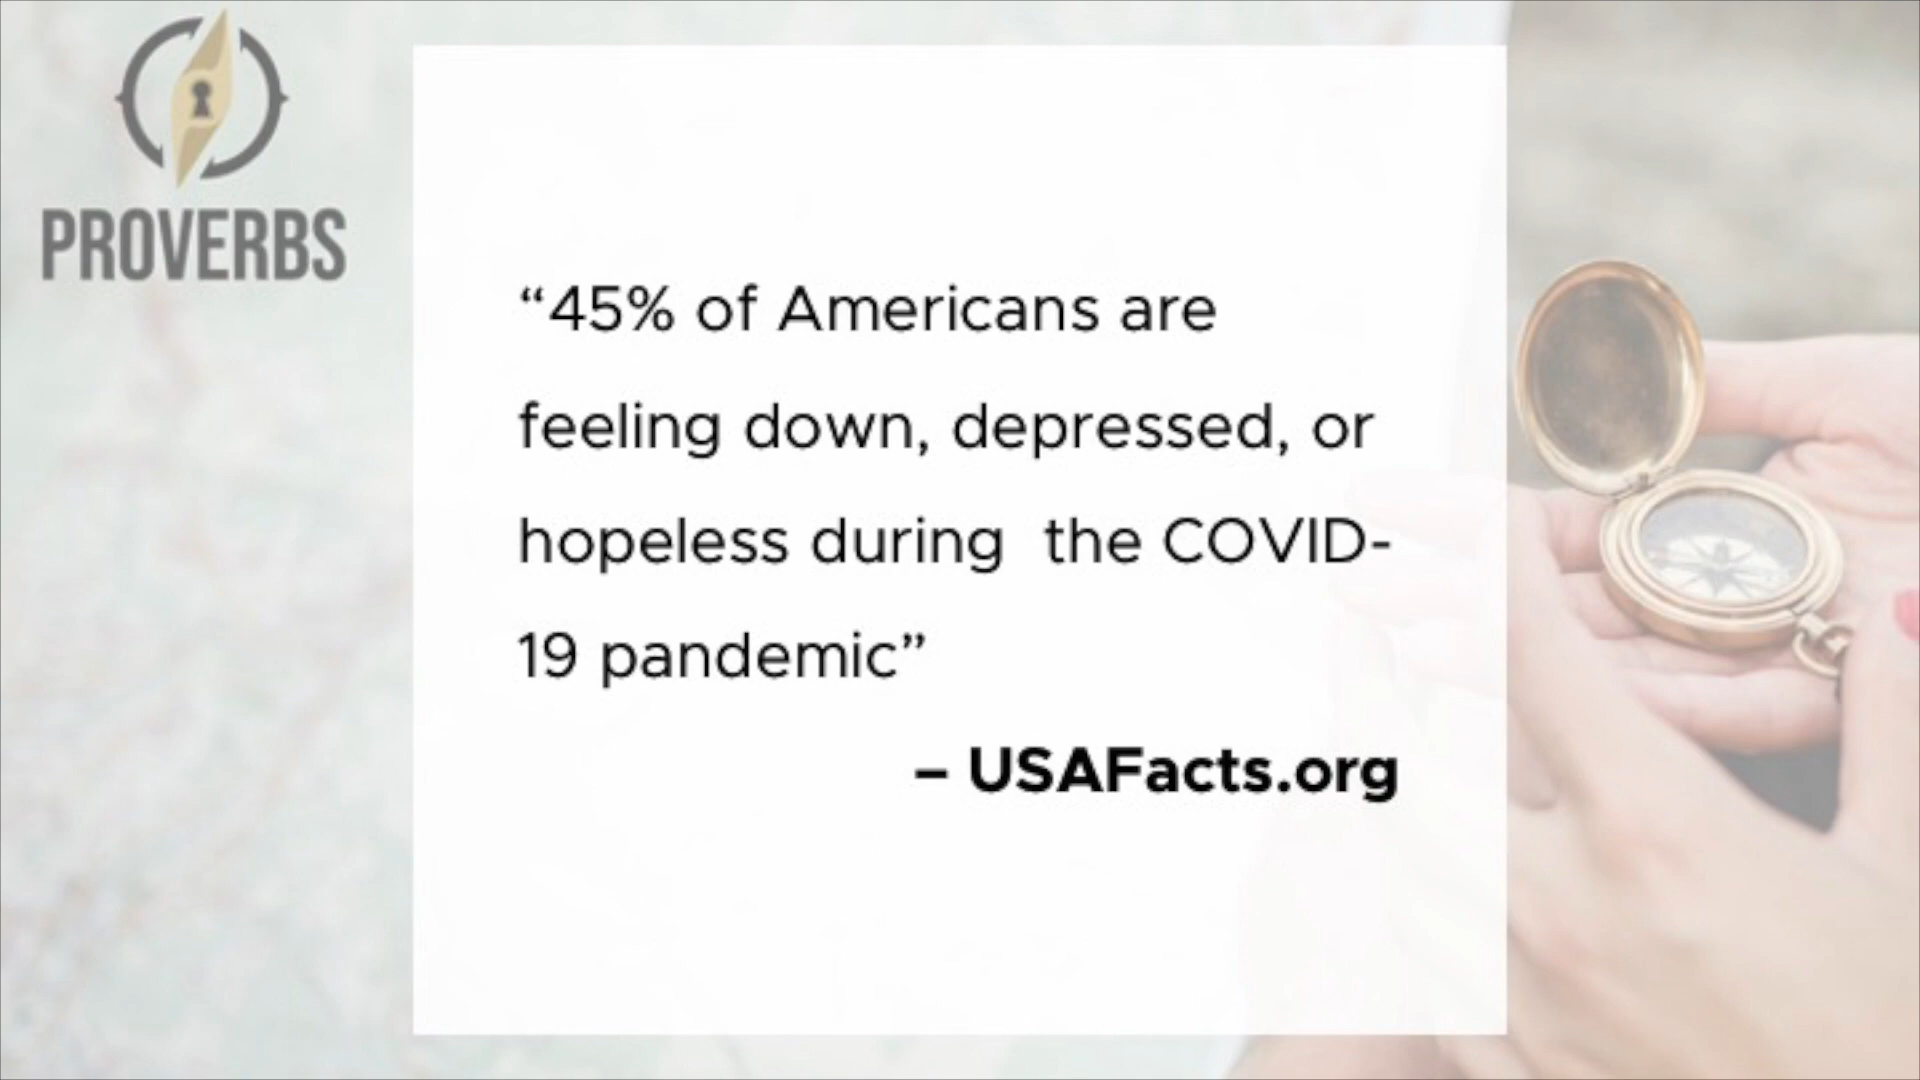 PROVERBS
“45% of Americans are
feeling down, depressed, or
hopeless during  the COVID-
19 pandemic”
– USAFacts.org